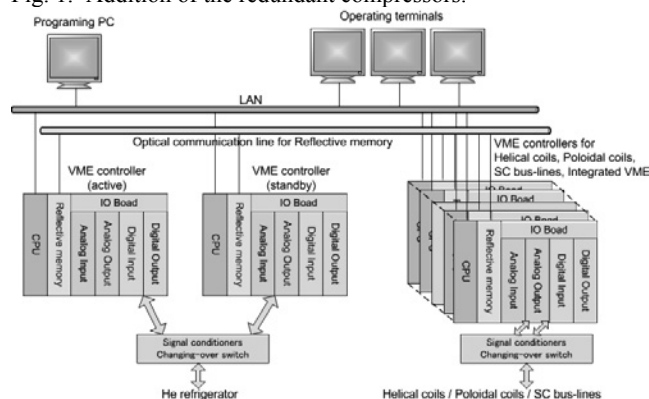 Fig. 1. Addition of the redundant compressors.
Programing PC
Operating terminals
LAN
Optical communication line for Reflective memory
VME controller
(active)
VME controller
(standby)
VME controllers for
Helical coils, Poloidal coils,
SC bus-lines, Integrated VME
CPU
Reflective memory
IO Boad
Analog Input
Analog Output
Digital Input
Digital Output
CPU
Reflective memory
IO Boad
Analog Input
Analog Output
Digital Input
Digital Output
IO Boad
CPU
Reflective memory
IO Boad
Analog Input
Analog Output
Digital Input
Digital Output
Signal conditioners
Changing-over switch
Signal conditioners
Changing-over switch
He refrigerator
Helical coils / Poloidal coils / SC bus-lines